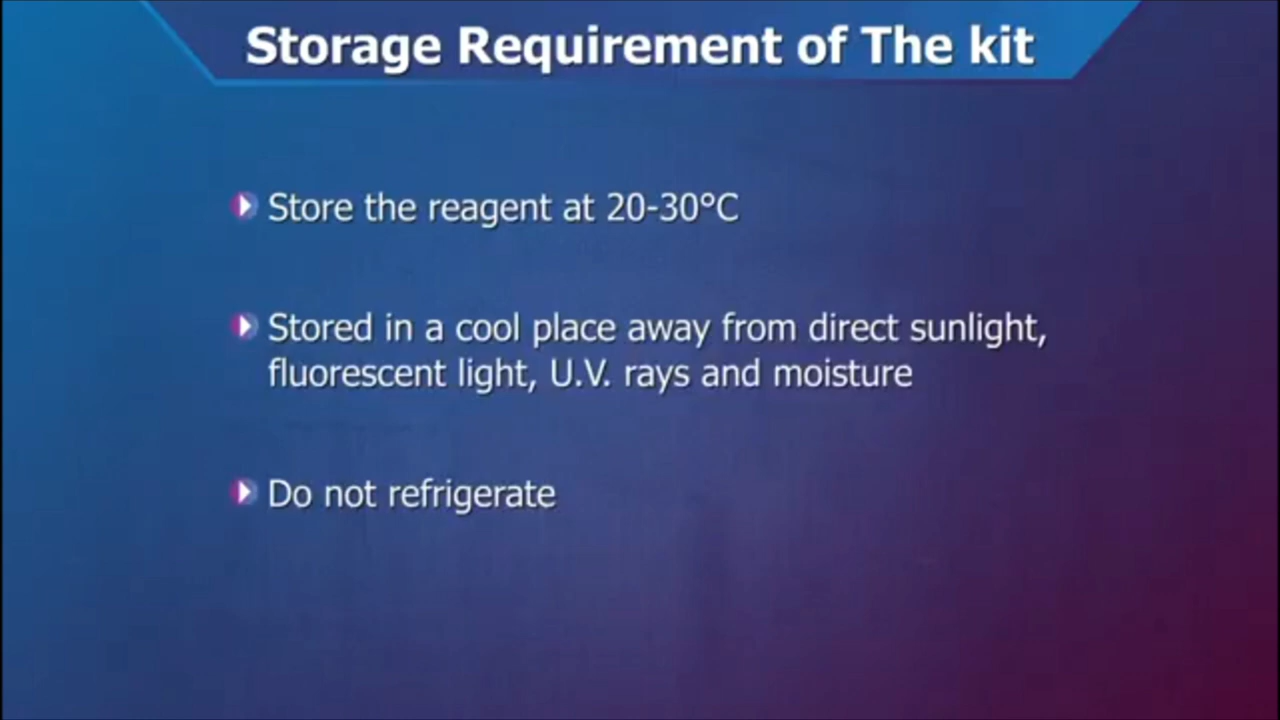 Storage Requirement of The kit
Store the reagent at 20-30°C
Stored in a cool place away from direct sunlight,
fluorescent light, U.V. rays and moisture
Do not refrigerate